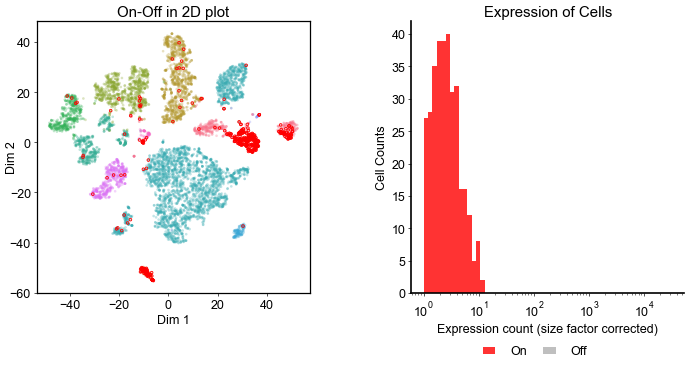 On-Off in 2D plot
40
20
0
−20
−40
−60
−40 −20 0 20 40
Dim 1
Dim 2
Expression of Cells
40
35
30
25
20
15
10
5
0
Cell Counts
10^0 10^1 10^2 10^3 10^4
Expression count (size factor corrected)
On Off